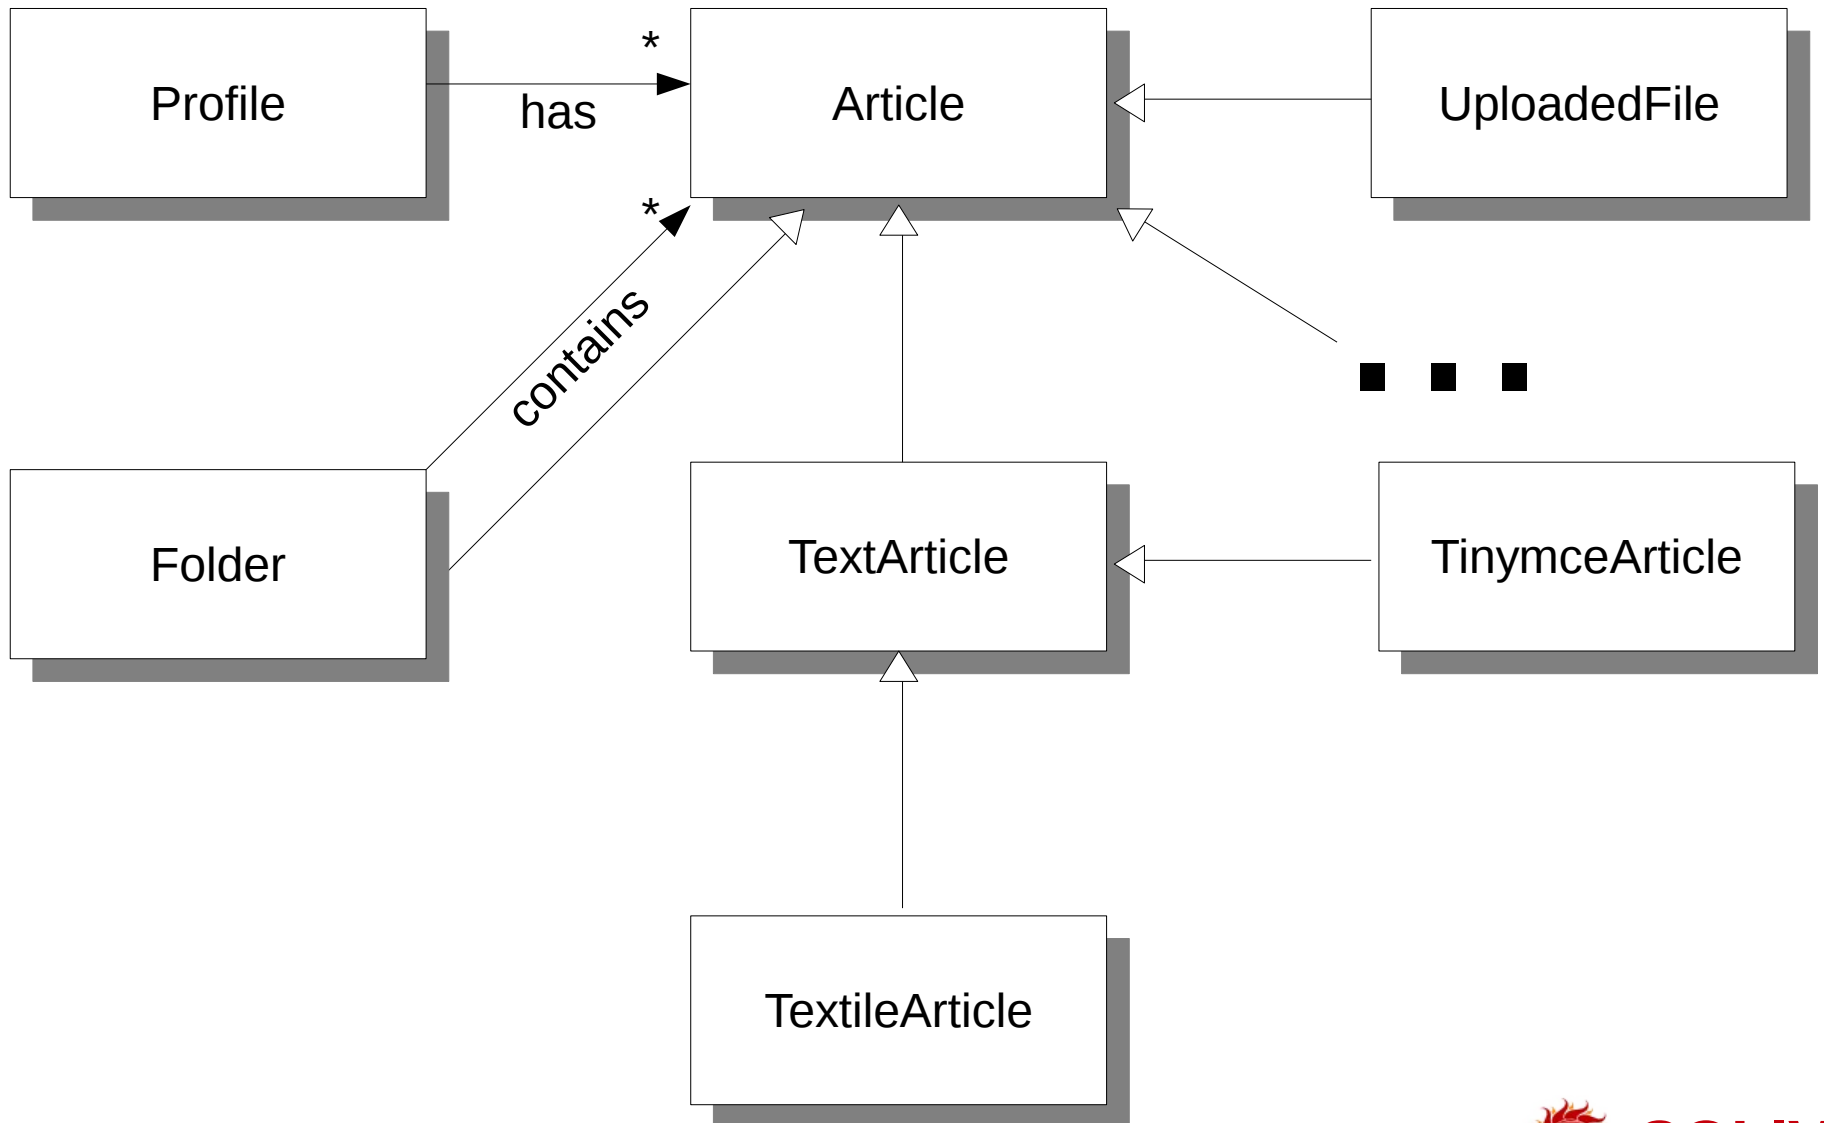 *
Profile
Article
UploadedFile
has
*
contains
Folder
TextArticle
TinymceArticle
TextileArticle